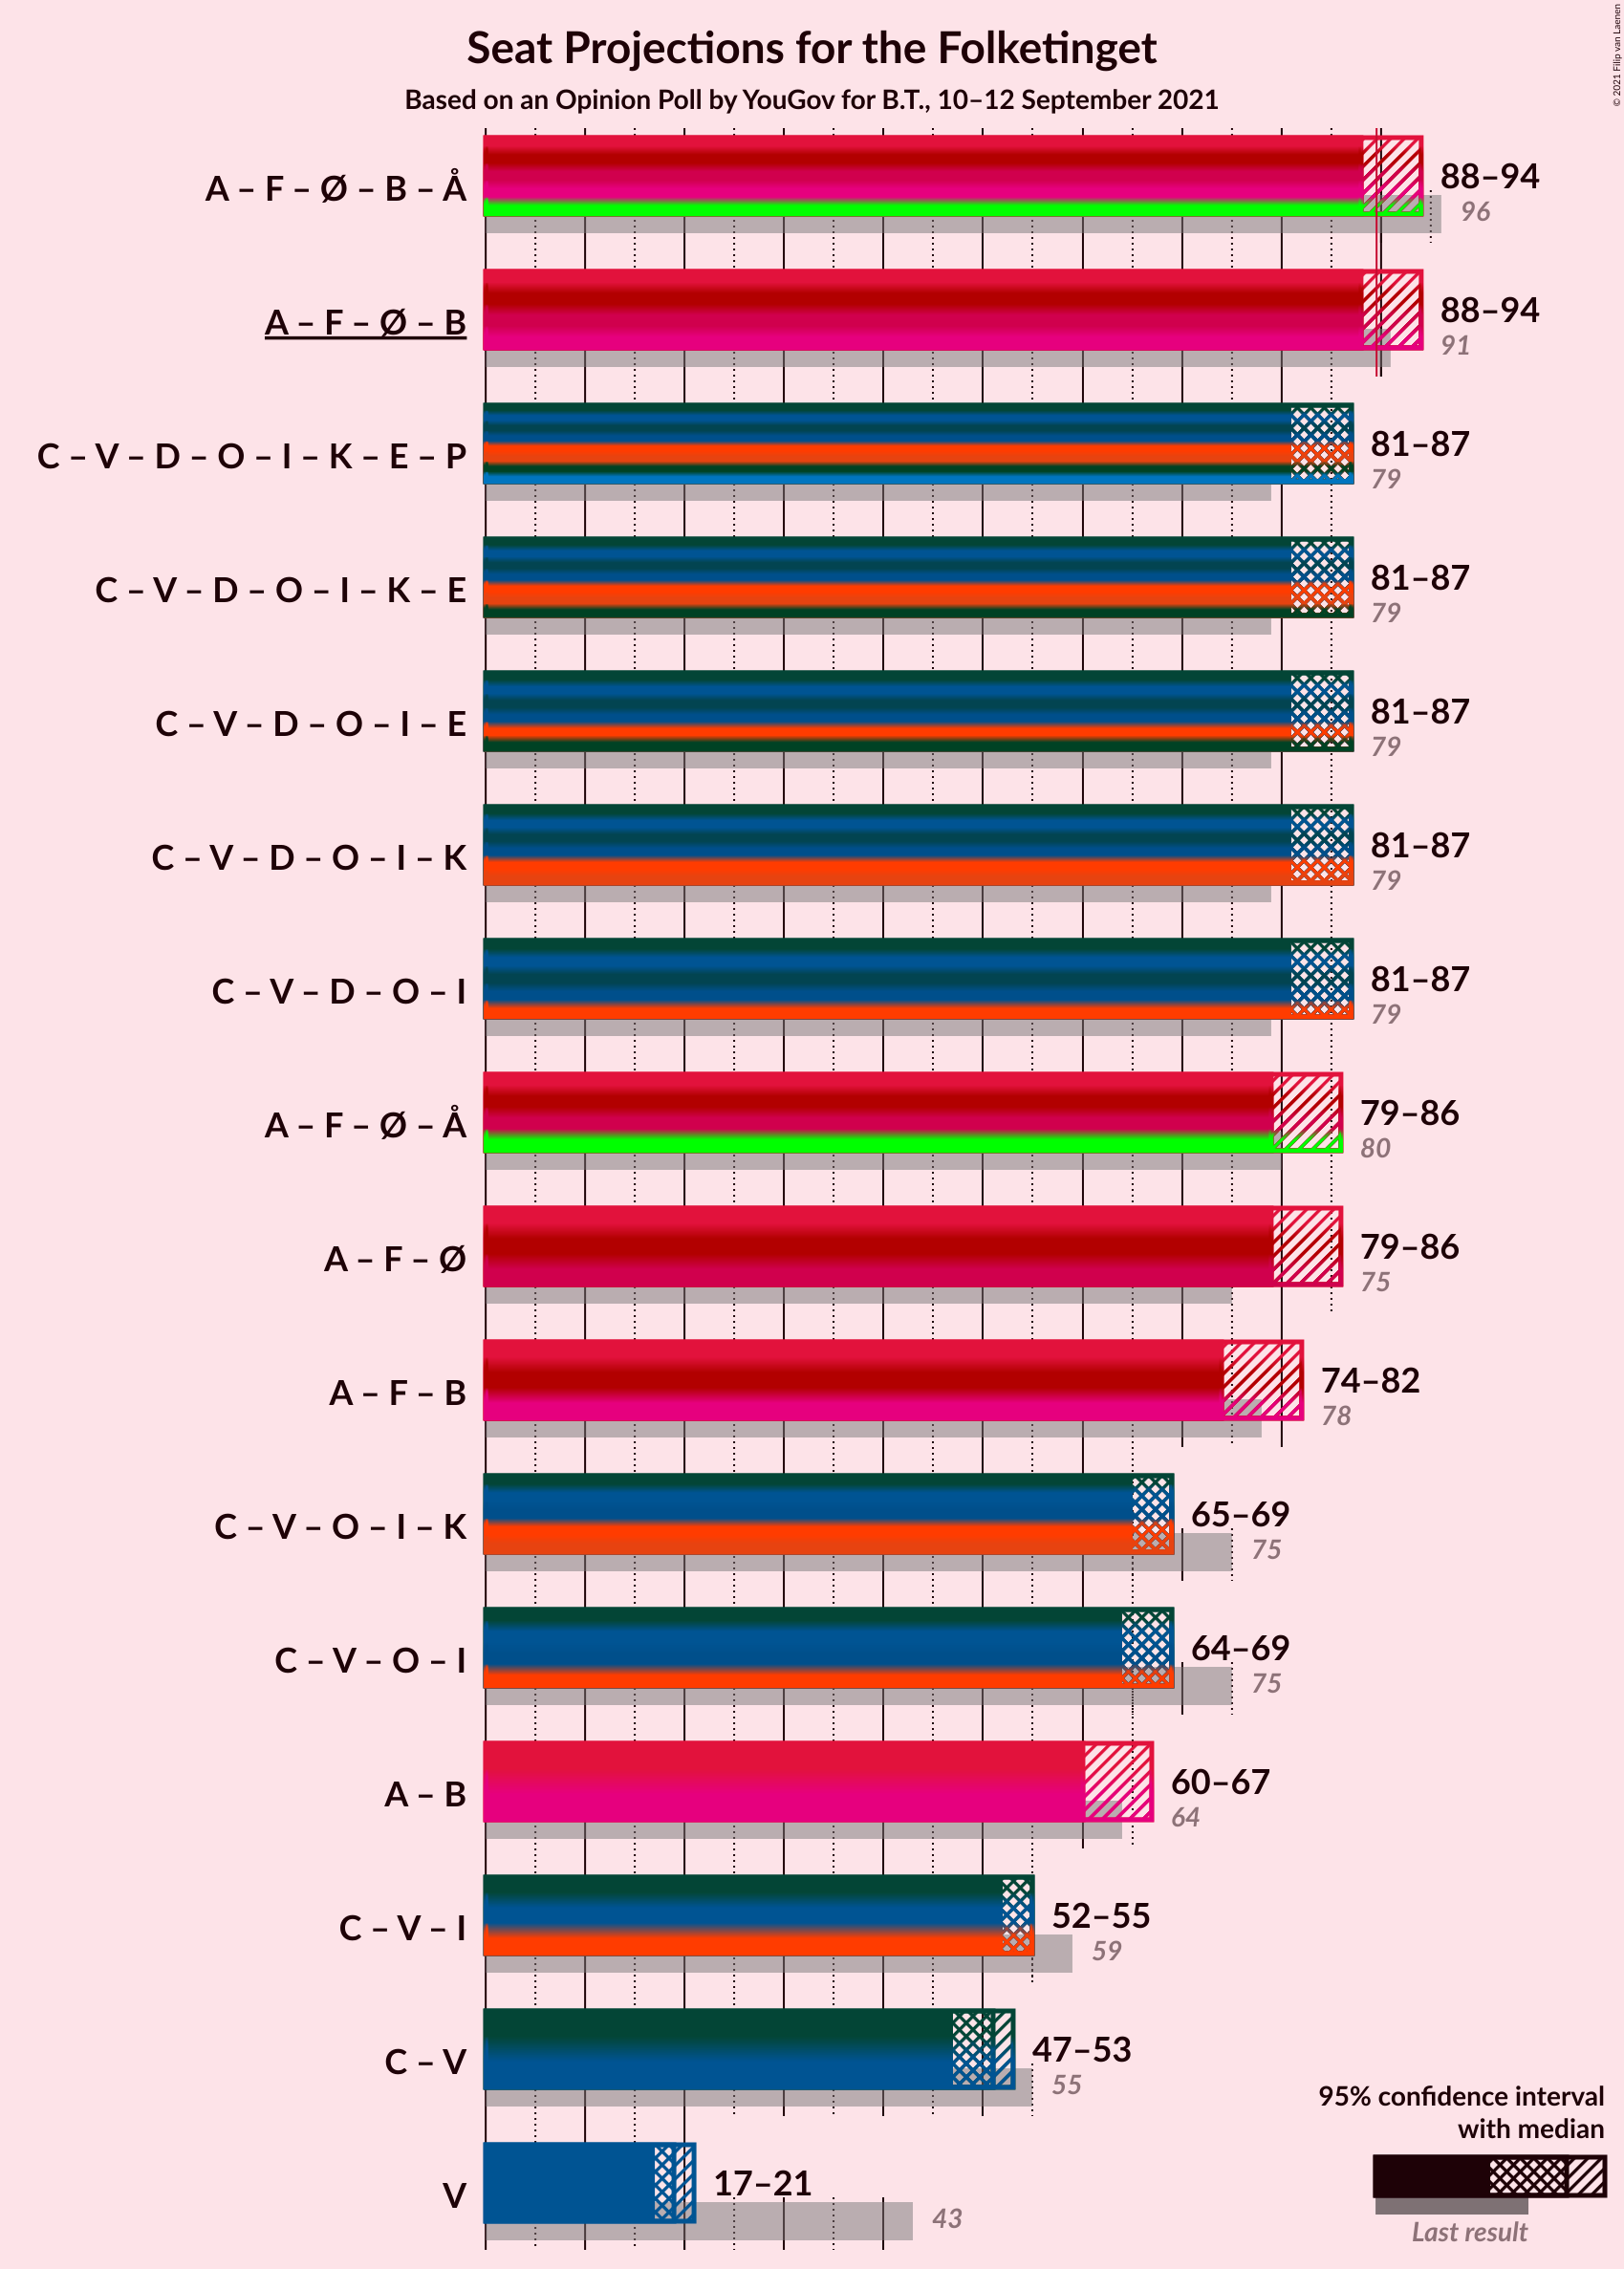 Seat Projections for the Folketinget
Based on an Opinion Poll by YouGov for B.T., 10–12 September 2021
© 2021 Filip van Laenen
A – F – Ø – B – Å
88–94
96
A – F – Ø – B
88–94
91
C – V – D – O – I – K – E – P
81–87
79
C – V – D – O – I – K – E
81–87
79
C – V – D – O – I – E
81–87
79
C – V – D – O – I – K
81–87
79
C – V – D – O – I
81–87
79
A – F – Ø – Å
79–86
80
A – F – Ø
79–86
75
A – F – B
74–82
78
C – V – O – I – K
65–69
75
C – V – O – I
64–69
75
A – B
60–67
64
C – V – I
52–55
59
C – V
47–53
55
V
17–21
43
95% confidence interval
with median
Last result